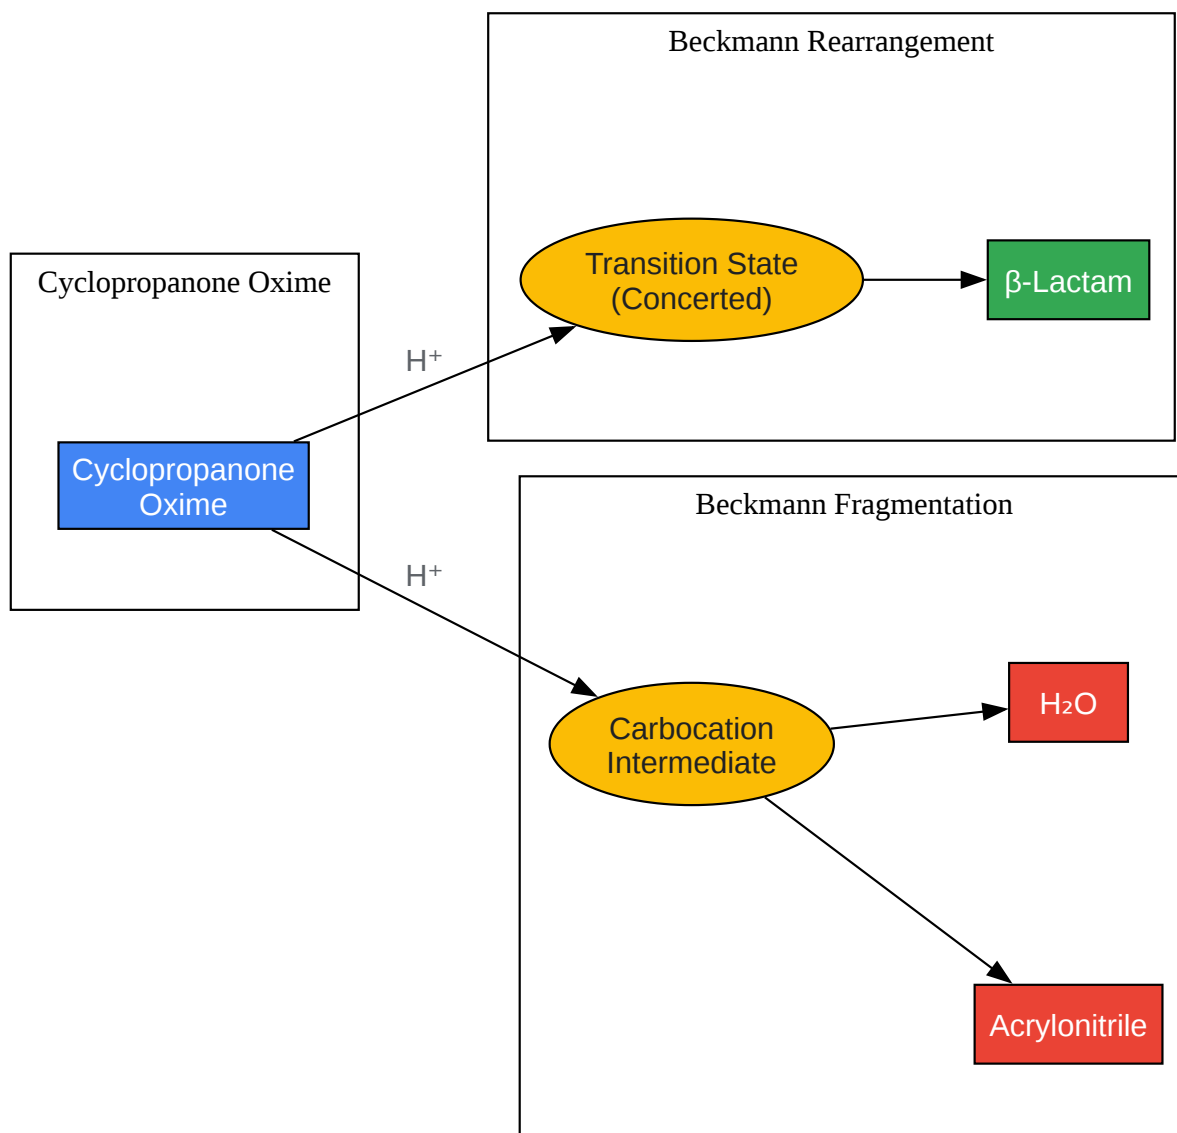 Beckmann Rearrangement
Cyclopropanone Oxime
Transition State
(Concerted)
β-Lactam
H⁺
Cyclopropanone
Oxime
Beckmann Fragmentation
H⁺
Carbocation
Intermediate
H₂O
Acrylonitrile